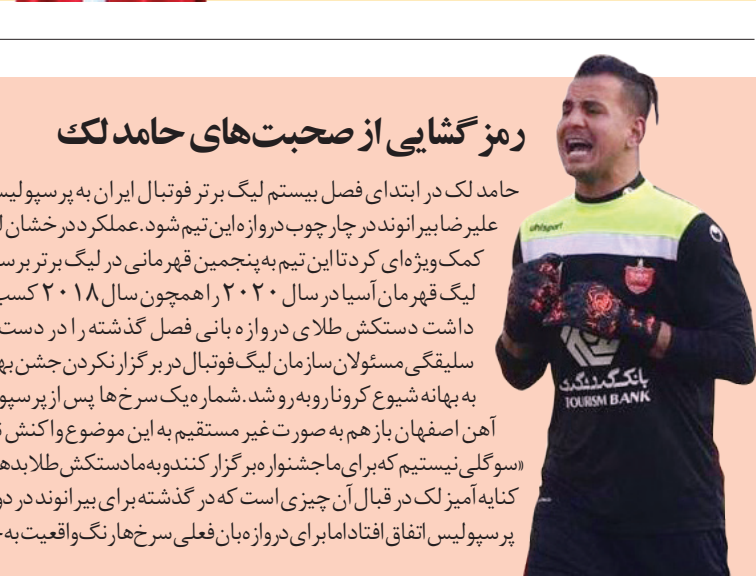 رمز گشایی از صحبت‌های حامد لک
حامد لک در ابتدای فصل بیستم لیگ برتر فوتبال ایران به پرسپولیس
علیرضا بیرانوند در چارچوب دروازه این تیم شود. عملکرد درخشان
کمک ویژه‌ای کرد تا این تیم به پنجمین قهرمانی در لیگ برتر
لیگ قهرمان آسیا در سال ۲۰۲۰ را همچون سال ۲۰۱۸ کسب
داشت دستکش طلای دروازه بانی فصل گذشته را در دست
سلیقگی مسئولان سازمان لیگ فوتبال در برگزار نکردن جشن
به بهانه شیوع کرونا روبه‌رو شد. شماره یک سرخ ها پس از
آهن اصفهان باز هم به صورت غیر مستقیم به این موضوع واکنش
«سوگلی نیستیم که برای ما جشنواره برگزار کنند و به ما دستکش طلا
کنایه آمیز لک در قبال آن چیزی است که در گذشته برای بیرانوند در
پرسپولیس اتفاق افتاد اما برای دروازه‌بان فعلی سرخ‌ها رنگ واقعیت
uhlsport
بانک گردشگری
TOURISM BANK